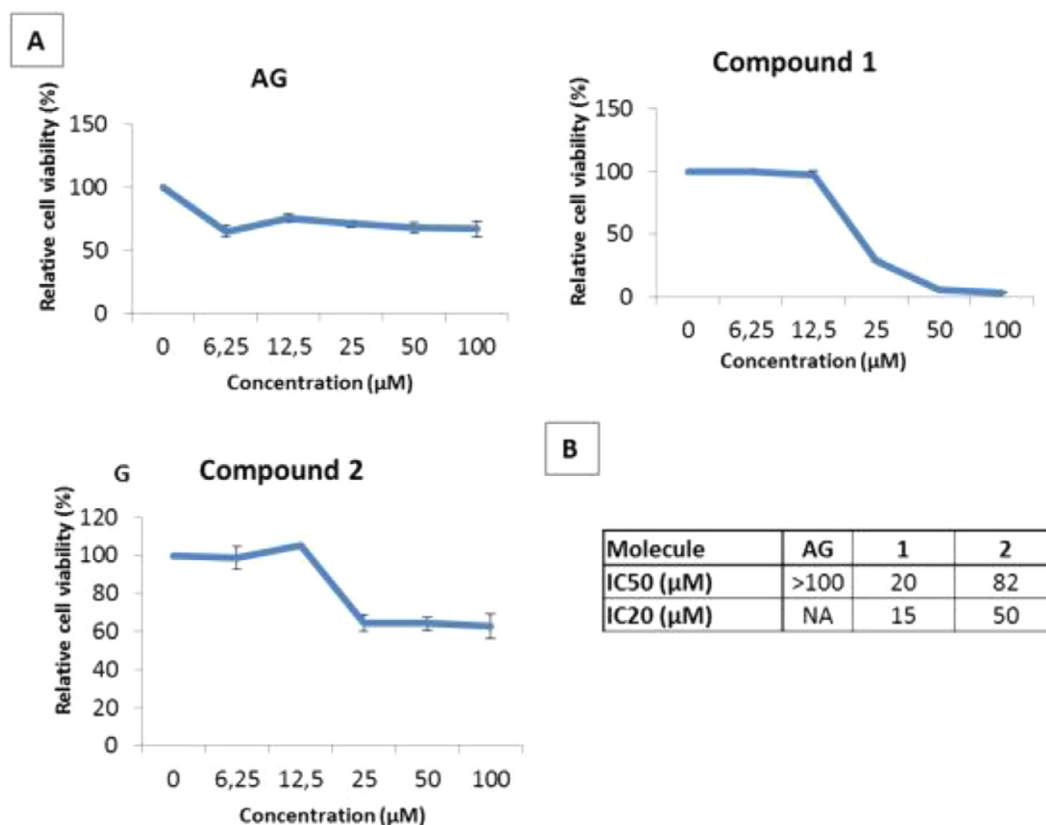 A
AG
Relative cell viability (%)
150
100
50
0
0 6,25 12,5 25 50 100
Concentration (µM)
Compound 1
Relative cell viability (%)
150
100
50
0
0 6,25 12,5 25 50 100
Concentration (µM)
G Compound 2
Relative cell viability (%)
120
100
80
60
40
20
0
0 6,25 12,5 25 50 100
Concentration (µM)
B
Molecule AG 1 2
IC50 (µM) >100 20 82
IC20 (µM) NA 15 50